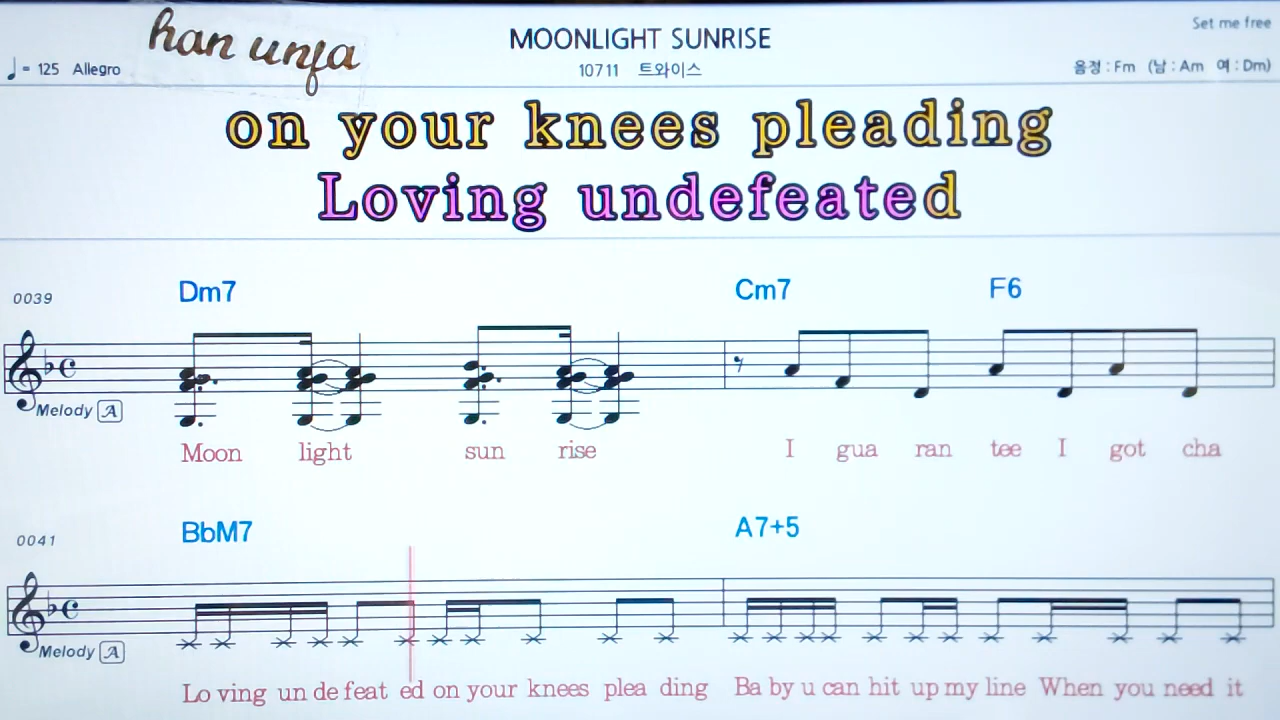 han unja
MOONLIGHT SUNRISE
Set me free
♩= 125 Allegro
10711 트와이스
음정 : Fm (남 : Am 여 : Dm)
on your knees pleading
Loving undefeated
0039 Dm7 Cm7 F6
Melody A
Moon light sun rise I gua ran tee I got cha
0041 BbM7 A7+5
Melody A
Lo ving un de feat ed on your knees plea ding Ba by u can hit up my line When you need it